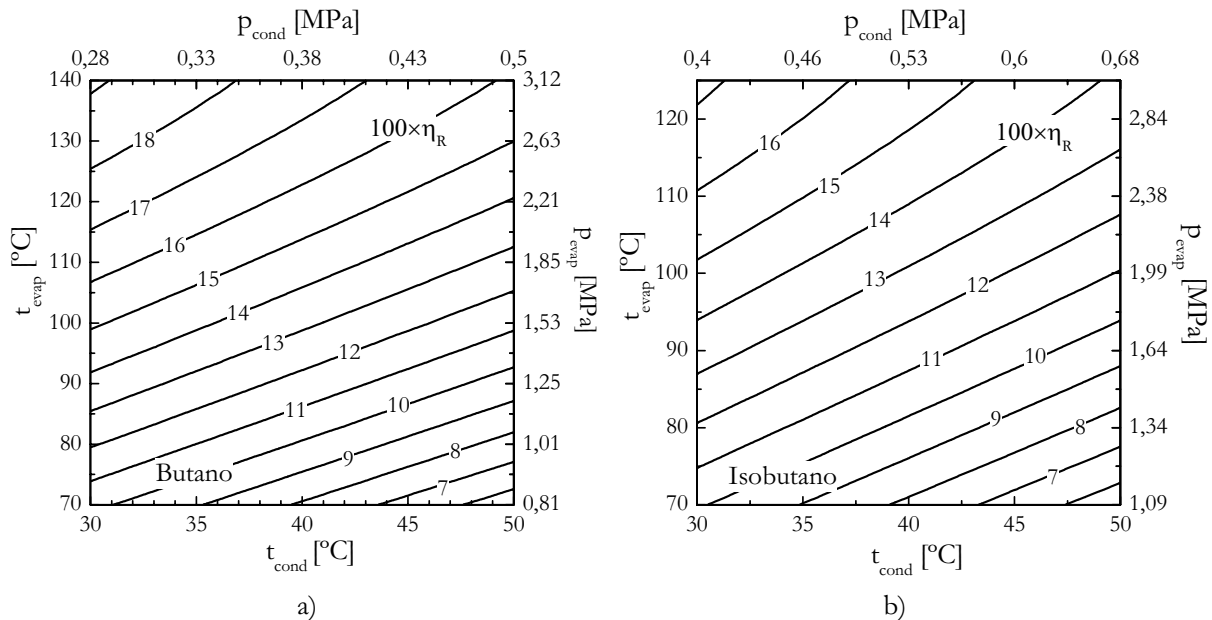 p_cond [MPa]
0,28 0,33 0,38 0,43 0,5
140 130 120 110 100 90 80 70
t_evap [ºC]
3,12 2,63 2,21 1,85 1,53 1,25 1,01 0,81
p_evap [MPa]
100×η_R
18
17
16
15
14
13
12
11
10
9
8
7
Butano
30 35 40 45 50
t_cond [ºC]
a)
p_cond [MPa]
0,4 0,46 0,53 0,6 0,68
120 110 100 90 80 70
t_evap [ºC]
2,84 2,38 1,99 1,64 1,34 1,09
p_evap [MPa]
100×η_R
16
15
14
13
12
11
10
9
8
7
Isobutano
30 35 40 45 50
t_cond [ºC]
b)